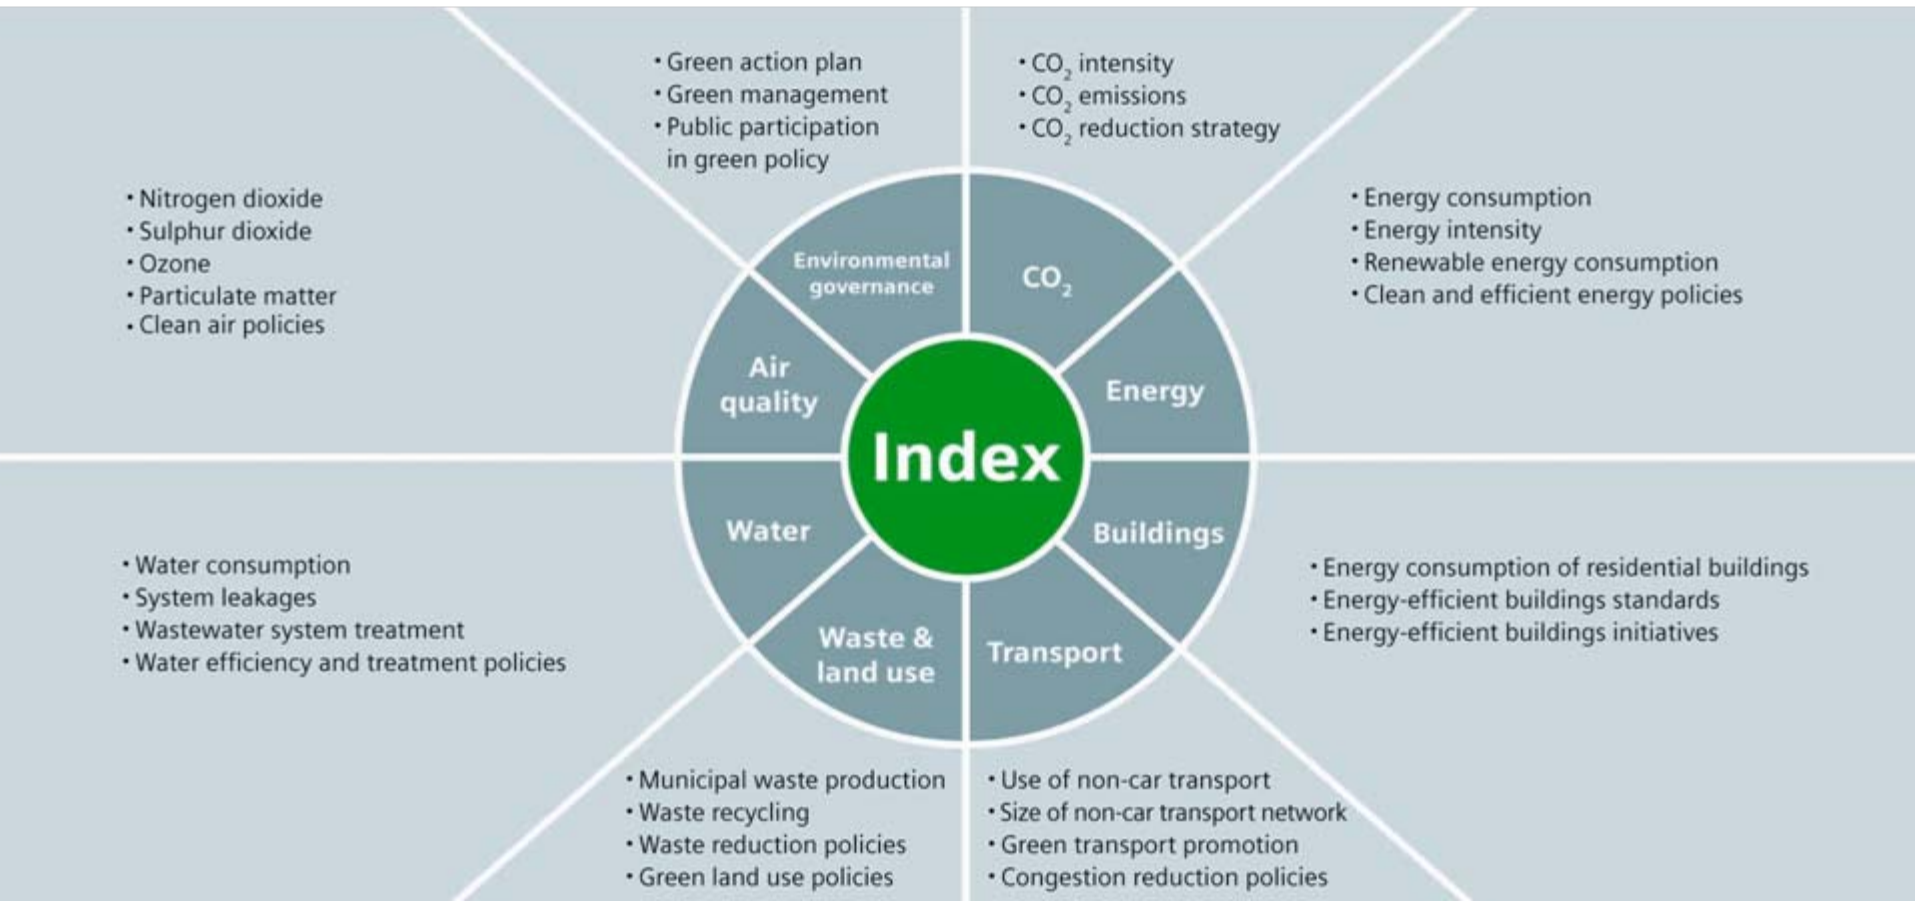 • Green action plan
• Green management
• Public participation
in green policy
• CO₂ intensity
• CO₂ emissions
• CO₂ reduction strategy
• Nitrogen dioxide
• Sulphur dioxide
• Ozone
• Particulate matter
• Clean air policies
• Energy consumption
• Energy intensity
• Renewable energy consumption
• Clean and efficient energy policies
Environmental
governance
CO₂
Air
quality
Energy
Index
Water
Buildings
Waste &
land use
Transport
• Water consumption
• System leakages
• Wastewater system treatment
• Water efficiency and treatment policies
• Energy consumption of residential buildings
• Energy-efficient buildings standards
• Energy-efficient buildings initiatives
• Municipal waste production
• Waste recycling
• Waste reduction policies
• Green land use policies
• Use of non-car transport
• Size of non-car transport network
• Green transport promotion
• Congestion reduction policies